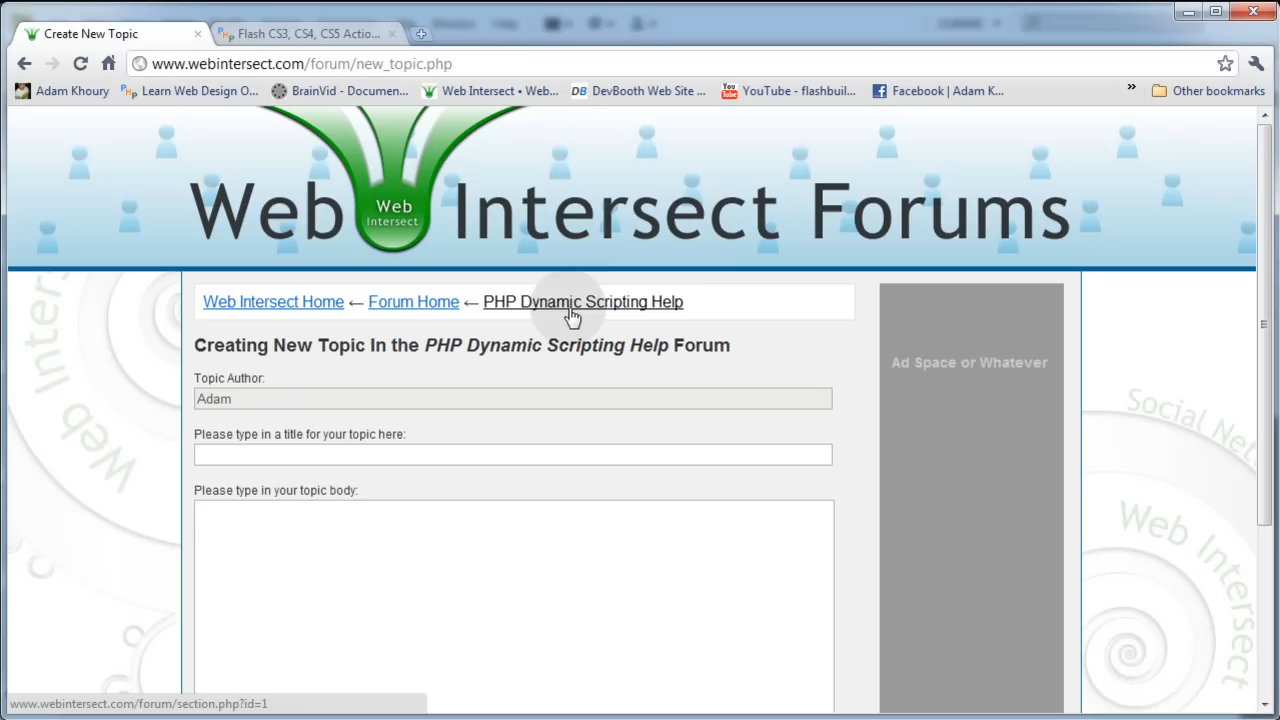 Create New Topic
Flash CS3, CS4, CS5 Actio...
www.webintersect.com/forum/new_topic.php
Adam Khoury
Learn Web Design O...
BrainVid - Documen...
Web Intersect • Web...
DevBooth Web Site ...
YouTube - flashbuil...
Facebook | Adam K...
»
Other bookmarks
Web Intersect Forums
Web
Intersect
Web Intersect Home ← Forum Home ← PHP Dynamic Scripting Help
Creating New Topic In the PHP Dynamic Scripting Help Forum
Ad Space or Whatever
Topic Author:
Adam
Please type in a title for your topic here:
Please type in your topic body:
Web Inter
Social Net
Web Intersect
www.webintersect.com/forum/section.php?id=1